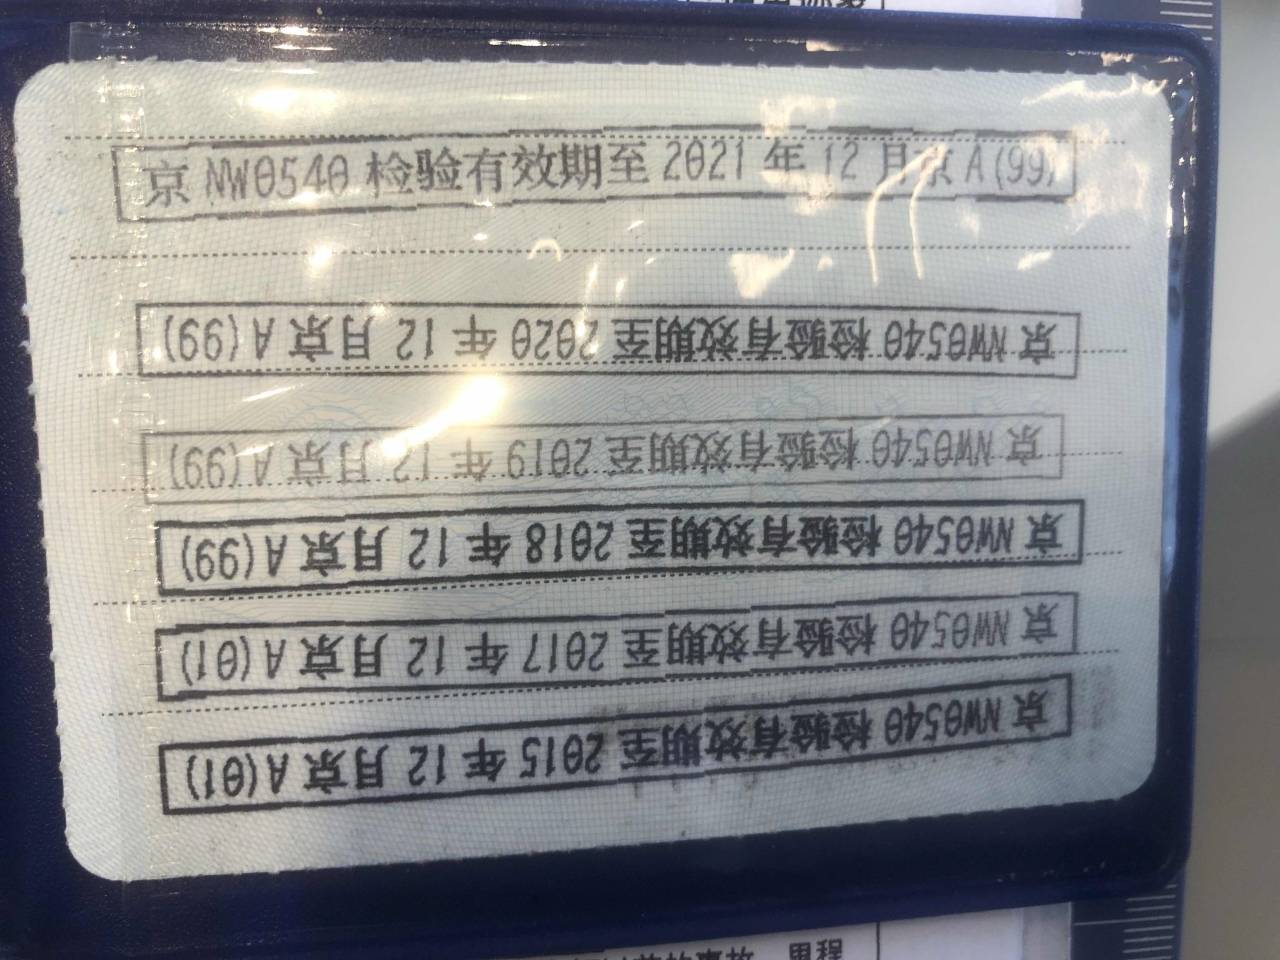 京 NW0540 检验有效期至 2021 年 12 月京 A(99)
京 NW0540 检验有效期至 2020 年 12 月京 A(99)
京 NW0540 检验有效期至 2019 年 12 月京 A(99)
京 NW0540 检验有效期至 2018 年 12 月京 A(99)
京 NW0540 检验有效期至 2017 年 12 月京 A(01)
京 NW0540 检验有效期至 2015 年 12 月京 A(01)